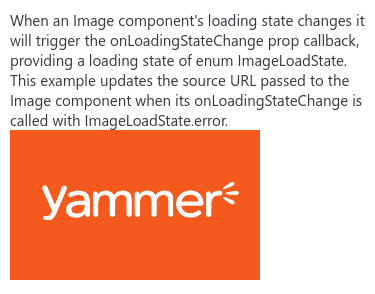 When an Image component's loading state changes it
will trigger the onLoadingStateChange prop callback,
providing a loading state of enum ImageLoadState.
This example updates the source URL passed to the
Image component when its onLoadingStateChange is
called with ImageLoadState.error.
yammer